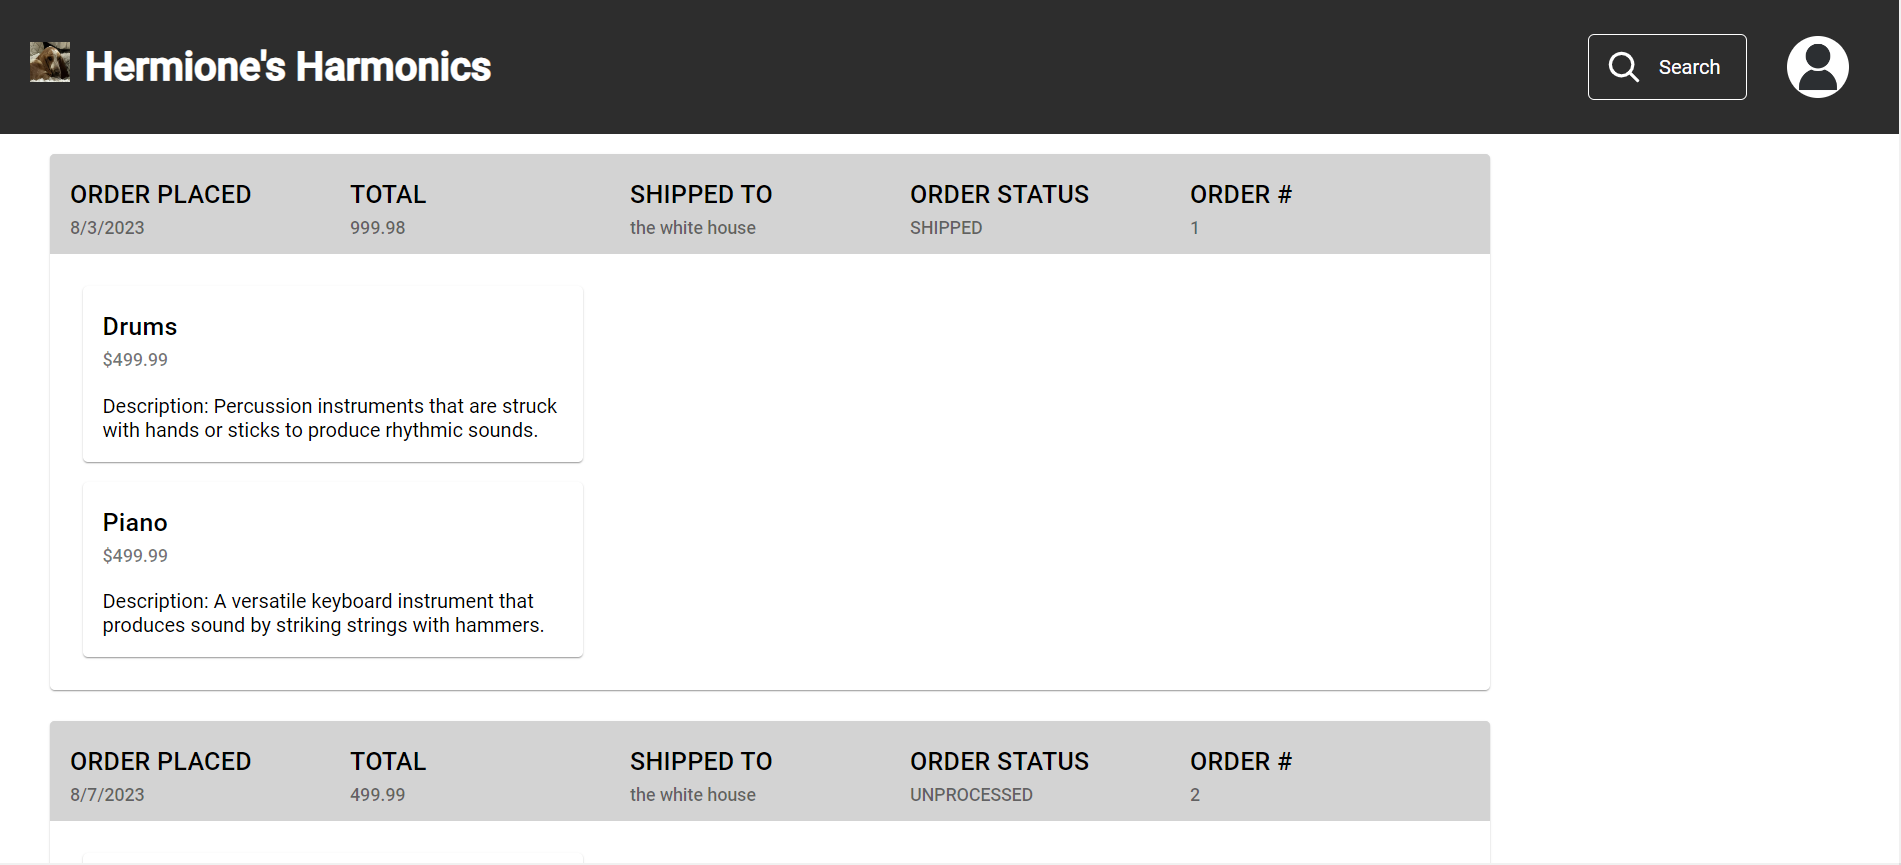 Hermione's Harmonics
Search
ORDER PLACED TOTAL SHIPPED TO ORDER STATUS ORDER #
8/3/2023 999.98 the white house SHIPPED 1
Drums
$499.99
Description: Percussion instruments that are struck
with hands or sticks to produce rhythmic sounds.
Piano
$499.99
Description: A versatile keyboard instrument that
produces sound by striking strings with hammers.
ORDER PLACED TOTAL SHIPPED TO ORDER STATUS ORDER #
8/7/2023 499.99 the white house UNPROCESSED 2